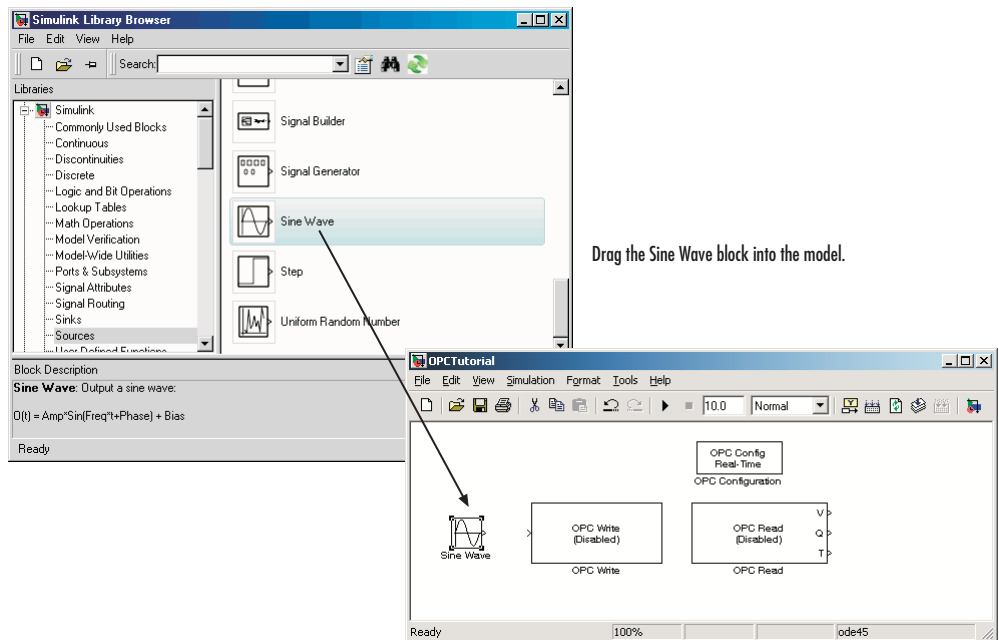 Simulink Library Browser
File Edit View Help
Search:
Libraries
Simulink
Commonly Used Blocks
Continuous
Discontinuities
Discrete
Logic and Bit Operations
Lookup Tables
Math Operations
Model Verification
Model-Wide Utilities
Ports & Subsystems
Signal Attributes
Signal Routing
Sinks
Sources
User-Defined Functions
Signal Builder
Signal Generator
Sine Wave
Step
Uniform Random Number
Block Description
Sine Wave: Output a sine wave:
O(t) = Amp*Sin(Freq*t+Phase) + Bias
Ready
Drag the Sine Wave block into the model.
OPCTutorial
File Edit View Simulation Format Tools Help
10.0 Normal
OPC Config
Real-Time
OPC Configuration
Sine Wave
OPC Write
(Disabled)
OPC Write
OPC Read
(Disabled)
V
Q
T
OPC Read
Ready 100% ode45